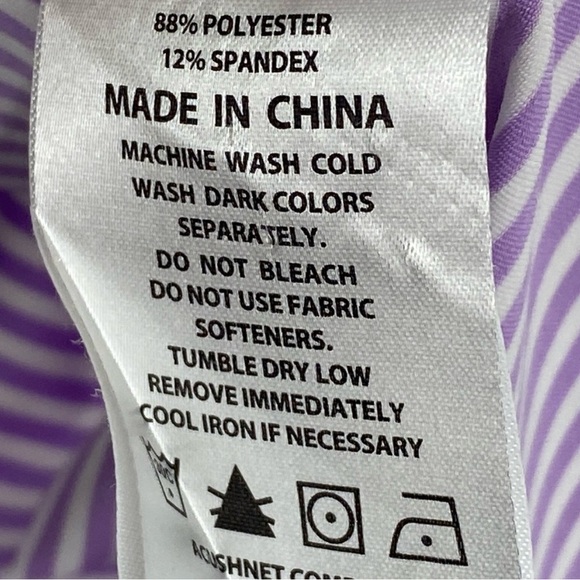 88% POLYESTER
12% SPANDEX
MADE IN CHINA
MACHINE WASH COLD
WASH DARK COLORS
SEPARATELY.
DO NOT BLEACH
DO NOT USE FABRIC
SOFTENERS.
TUMBLE DRY LOW
REMOVE IMMEDIATELY
COOL IRON IF NECESSARY
ACUSHNET